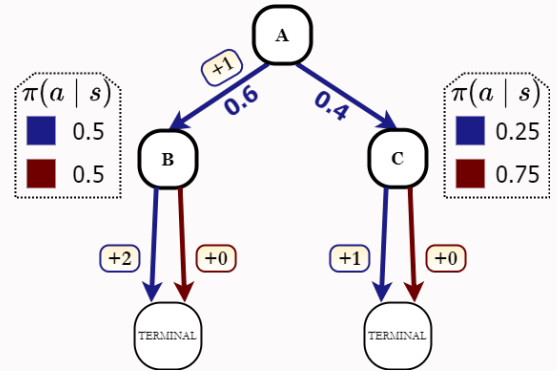 A
+1
0.6
0.4
π(a | s)
0.5
0.5
π(a | s)
0.25
0.75
B
C
+2
+0
+1
+0
TERMINAL
TERMINAL